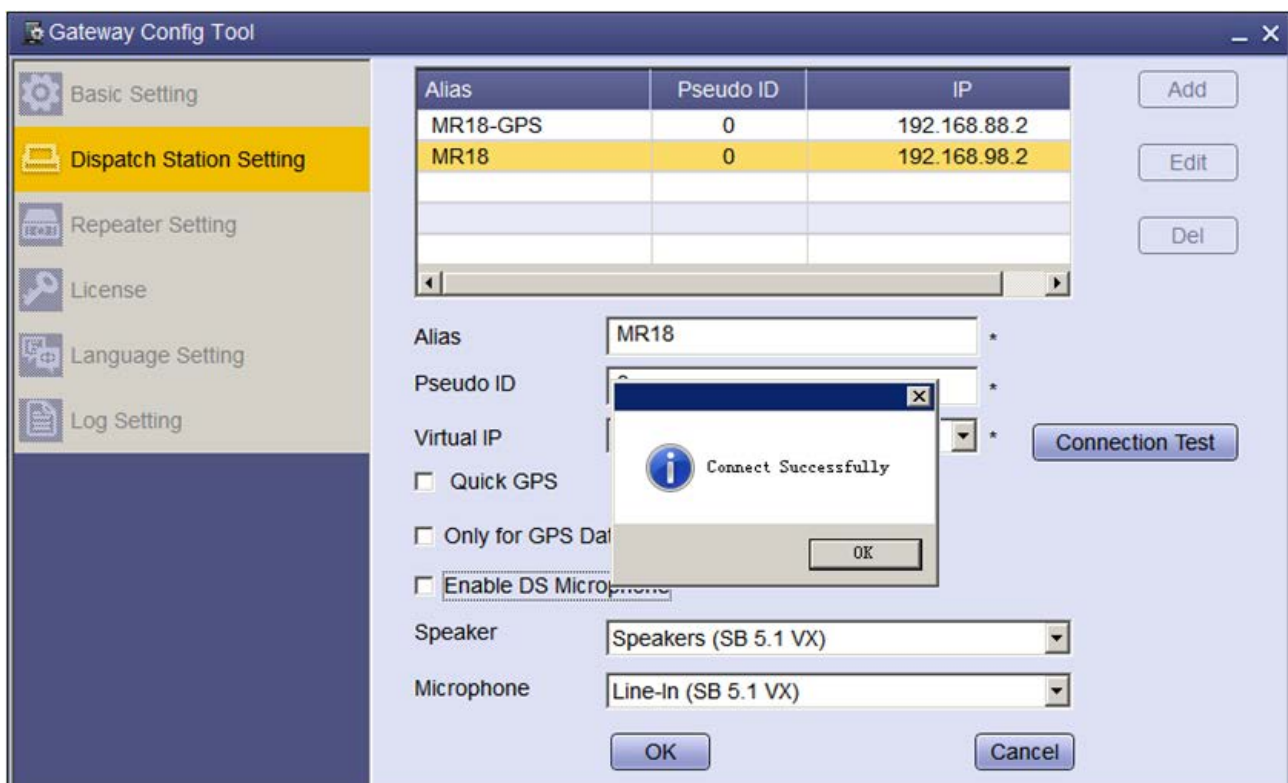 Gateway Config Tool
Basic Setting
Dispatch Station Setting
Repeater Setting
License
Language Setting
Log Setting
Alias Pseudo ID IP
MR18-GPS 0 192.168.88.2
MR18 0 192.168.98.2
Add
Edit
Del
Alias MR18 *
Pseudo ID *
Virtual IP * Connection Test
Quick GPS
Connect Successfully
Only for GPS Dat
OK
Enable DS Microphone
Speaker Speakers (SB 5.1 VX)
Microphone Line-In (SB 5.1 VX)
OK Cancel